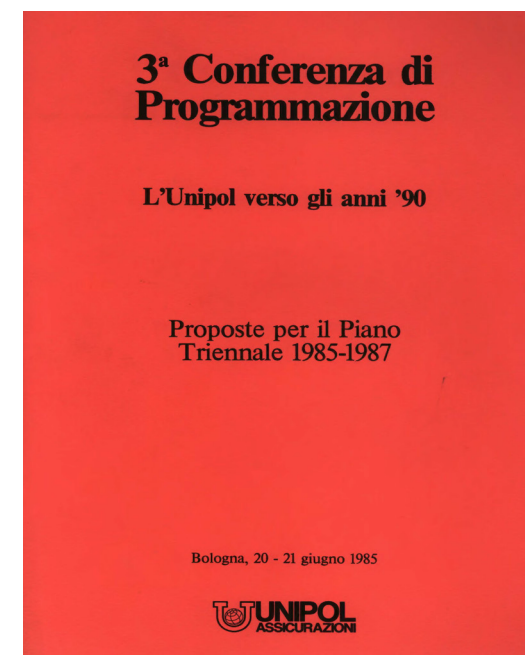 3ª Conferenza di
Programmazione
L'Unipol verso gli anni '90
Proposte per il Piano
Triennale 1985-1987
Bologna, 20 - 21 giugno 1985
UNIPOL
ASSICURAZIONI